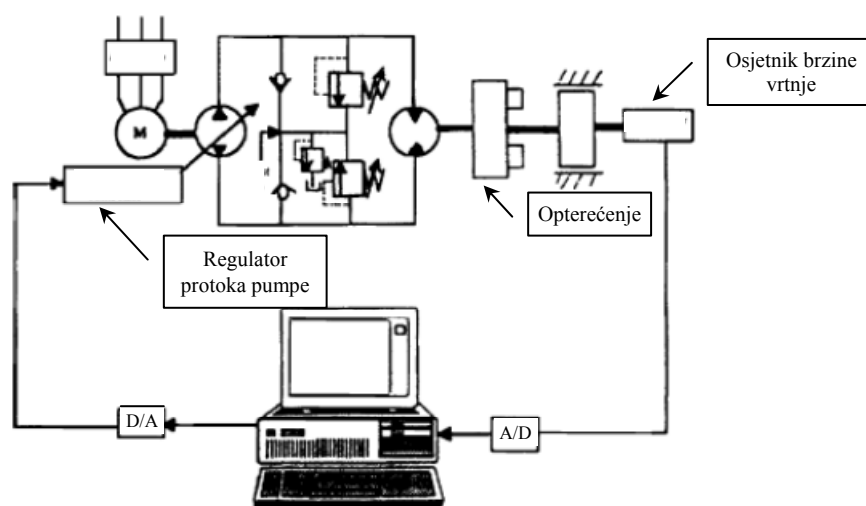 Osjetnik brzine
vrtnje
M
Opterećenje
Regulator
protoka pumpe
D/A
A/D